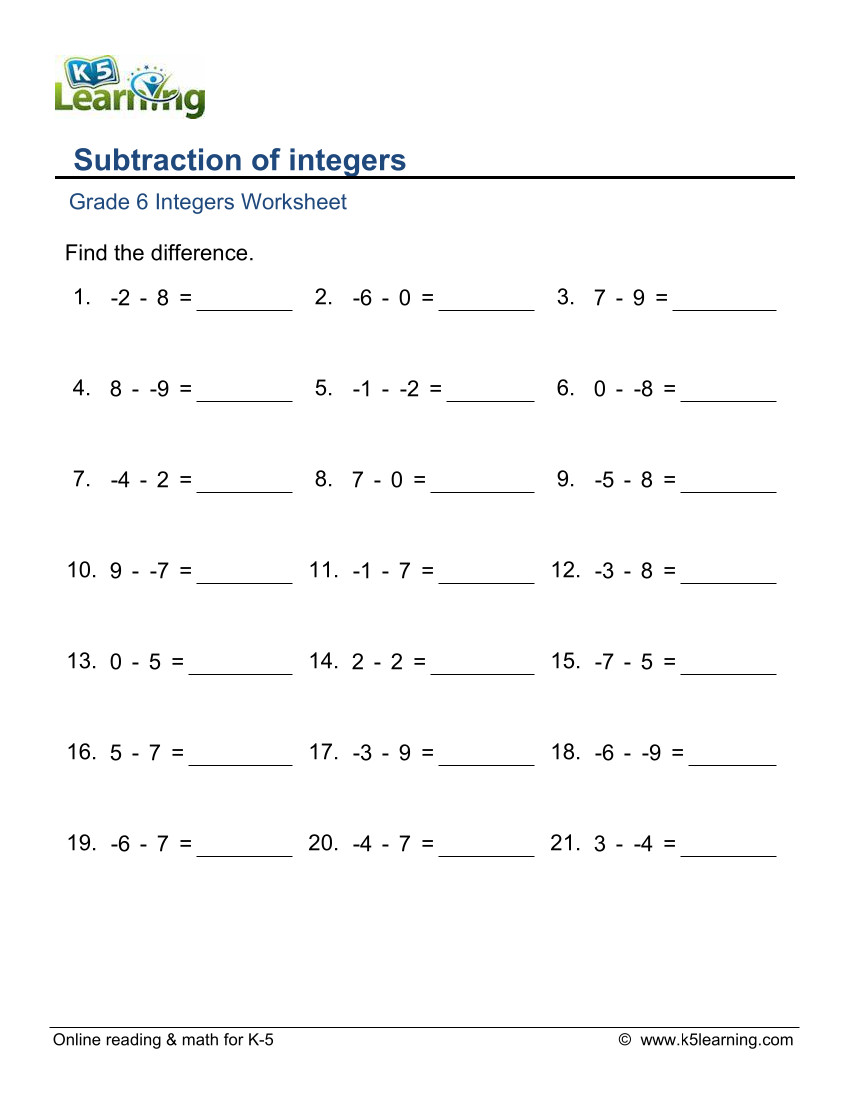 K5
Learning
Subtraction of integers
Grade 6 Integers Worksheet
Find the difference.
1. -2 - 8 = ________ 2. -6 - 0 = ________ 3. 7 - 9 = ________
4. 8 - -9 = ________ 5. -1 - -2 = ________ 6. 0 - -8 = ________
7. -4 - 2 = ________ 8. 7 - 0 = ________ 9. -5 - 8 = ________
10. 9 - -7 = ________ 11. -1 - 7 = ________ 12. -3 - 8 = ________
13. 0 - 5 = ________ 14. 2 - 2 = ________ 15. -7 - 5 = ________
16. 5 - 7 = ________ 17. -3 - 9 = ________ 18. -6 - -9 = ________
19. -6 - 7 = ________ 20. -4 - 7 = ________ 21. 3 - -4 = ________
Online reading & math for K-5 © www.k5learning.com